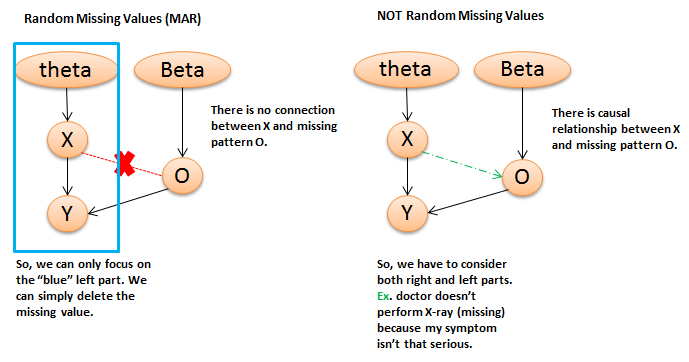 Random Missing Values (MAR)
theta
Beta
There is no connection
between X and missing
pattern O.
X
O
Y
So, we can only focus on
the “blue” left part. We
can simply delete the
missing value.
NOT Random Missing Values
theta
Beta
There is causal
relationship between X
and missing pattern O.
X
O
Y
So, we have to consider
both right and left parts.
Ex. doctor doesn’t
perform X-ray (missing)
because my symptom
isn’t that serious.